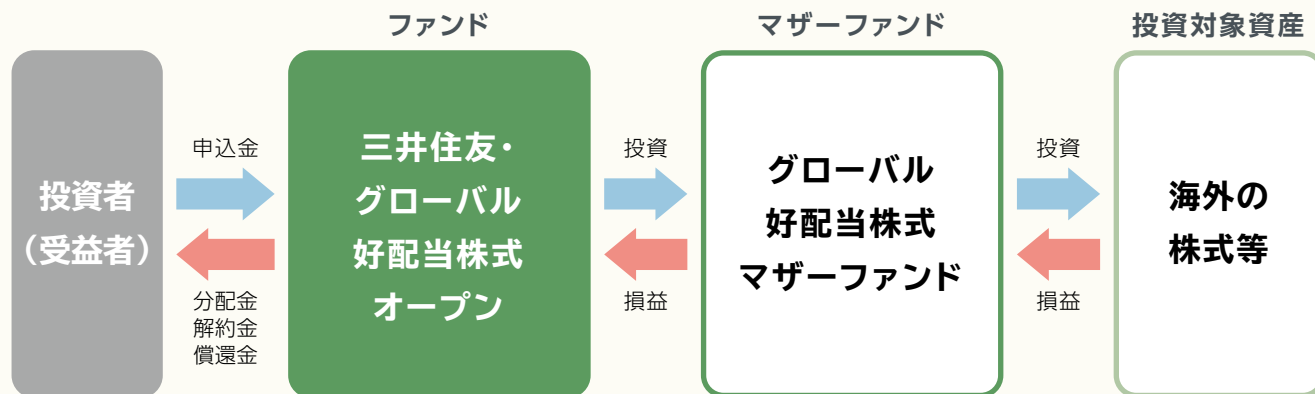 ファンド
マザーファンド
投資対象資産
投資者
(受益者)
申込金
分配金
解約金
償還金
三井住友・
グローバル
好配当株式
オープン
投資
損益
グローバル
好配当株式
マザーファンド
投資
損益
海外の
株式等